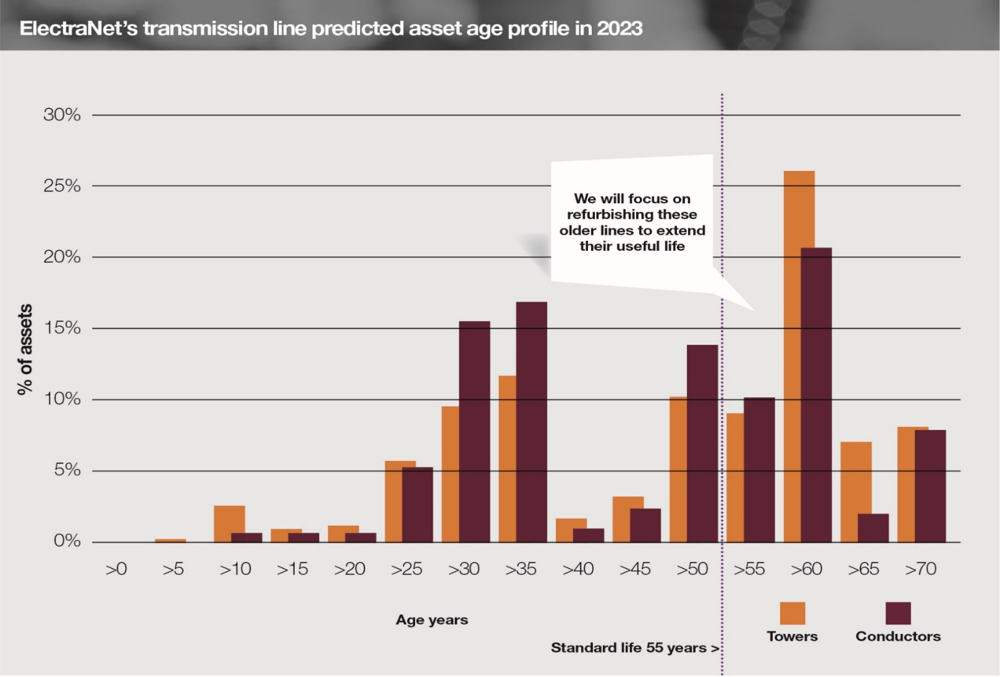 ElectraNet's transmission line predicted asset age profile in 2023
30%
25%
20%
15%
10%
5%
0%
% of assets
We will focus on
refurbishing these
older lines to extend
their useful life
>0 >5 >10 >15 >20 >25 >30 >35 >40 >45 >50 >55 >60 >65 >70
Age years
Standard life 55 years >
Towers
Conductors